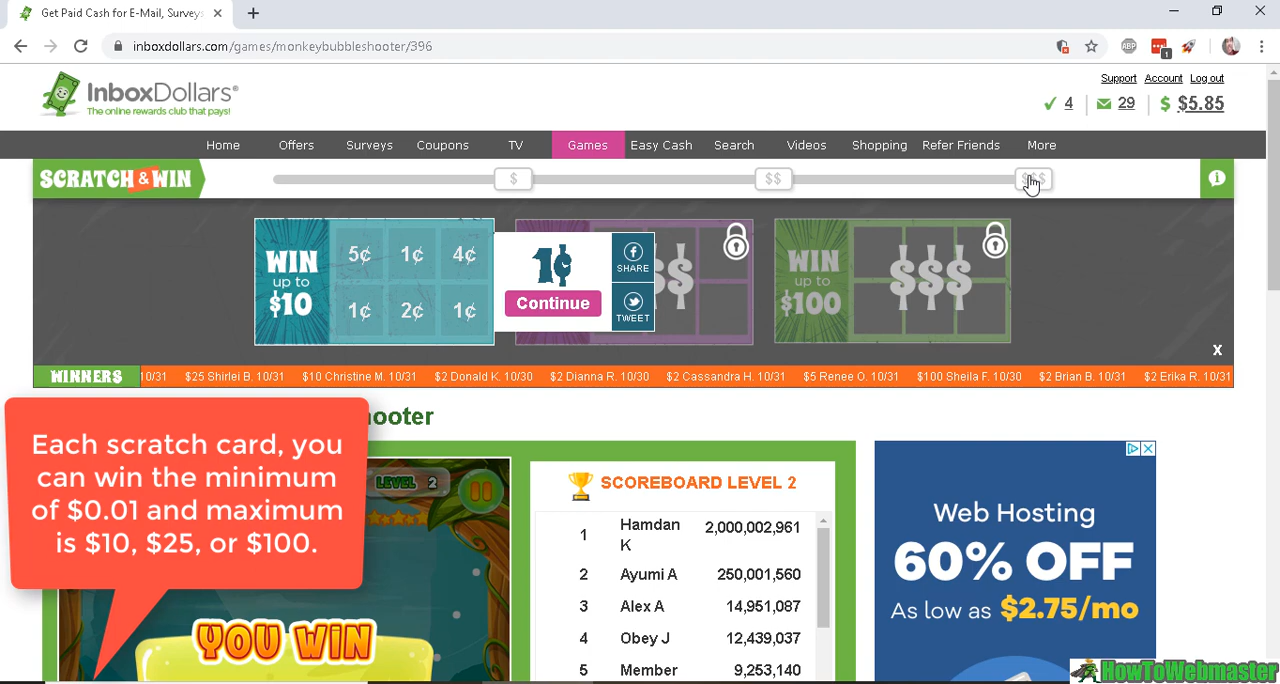 Get Paid Cash for E-Mail, Surveys
inboxdollars.com/games/monkeybubbleshooter/396
ABP
1
Support Account Log out
InboxDollars®
The online rewards club that pays!
4 29 $ $5.85
Home Offers Surveys Coupons TV Games Easy Cash Search Videos Shopping Refer Friends More
SCRATCH & WIN
$ $$ $$$
WIN
up to
$10
5¢ 1¢ 4¢
1¢ 2¢ 1¢
1¢
Continue
SHARE
TWEET
WIN
up to
$100
$$$
X
WINNERS
10/31 $25 Shirlei B. 10/31 $10 Christine M. 10/31 $2 Donald K. 10/30 $2 Dianna R. 10/30 $2 Cassandra H. 10/31 $5 Renee O. 10/31 $100 Sheila F. 10/30 $2 Brian B. 10/31 $2 Erika R. 10/31
hooter
Each scratch card, you
can win the minimum
of $0.01 and maximum
is $10, $25, or $100.
LEVEL 2
YOU WIN
SCOREBOARD LEVEL 2
1 Hamdan K 2,000,002,961
2 Ayumi A 250,001,560
3 Alex A 14,951,087
4 Obey J 12,439,037
5 Member 9,253,140
Web Hosting
60% OFF
As low as $2.75/mo
HowToWebmaster